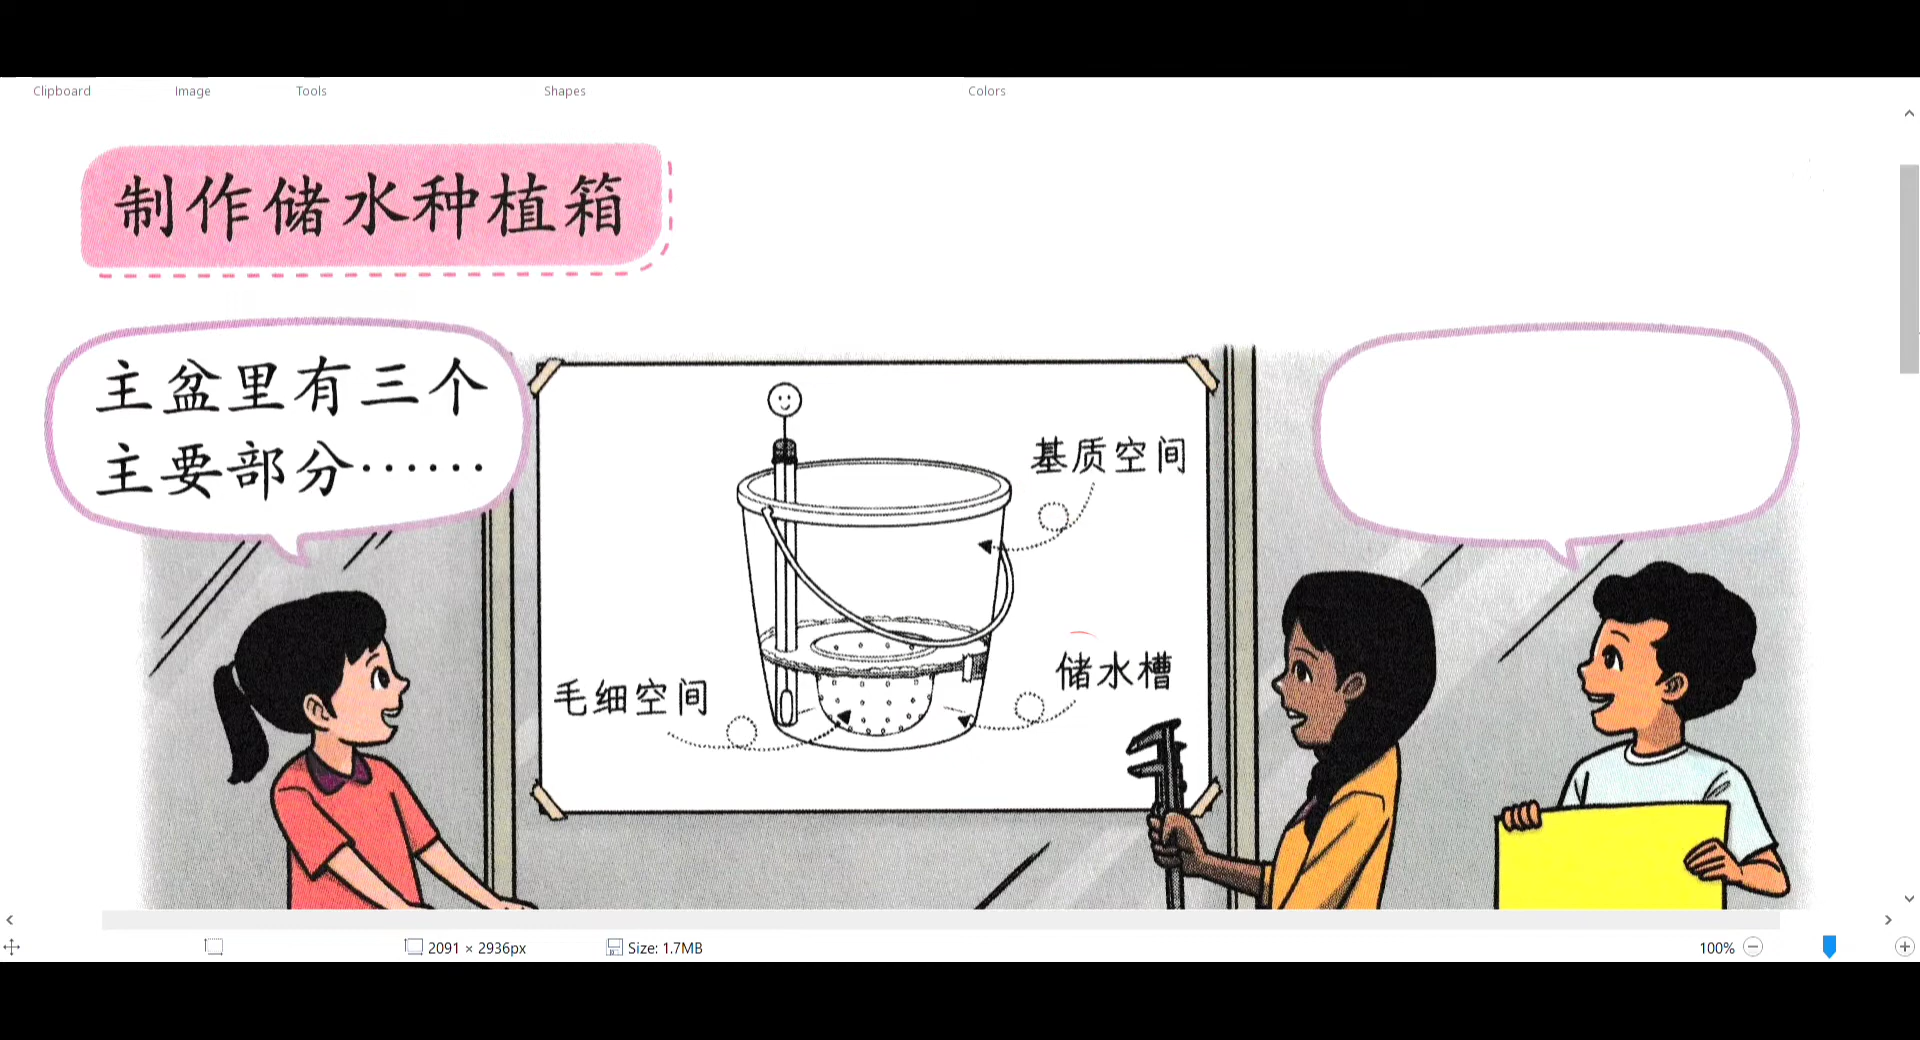 Clipboard Image Tools Shapes Colors
制作储水种植箱
主盆里有三个
主要部分······
基质空间
储水槽
毛细空间
2091 × 2936px Size: 1.7MB 100%